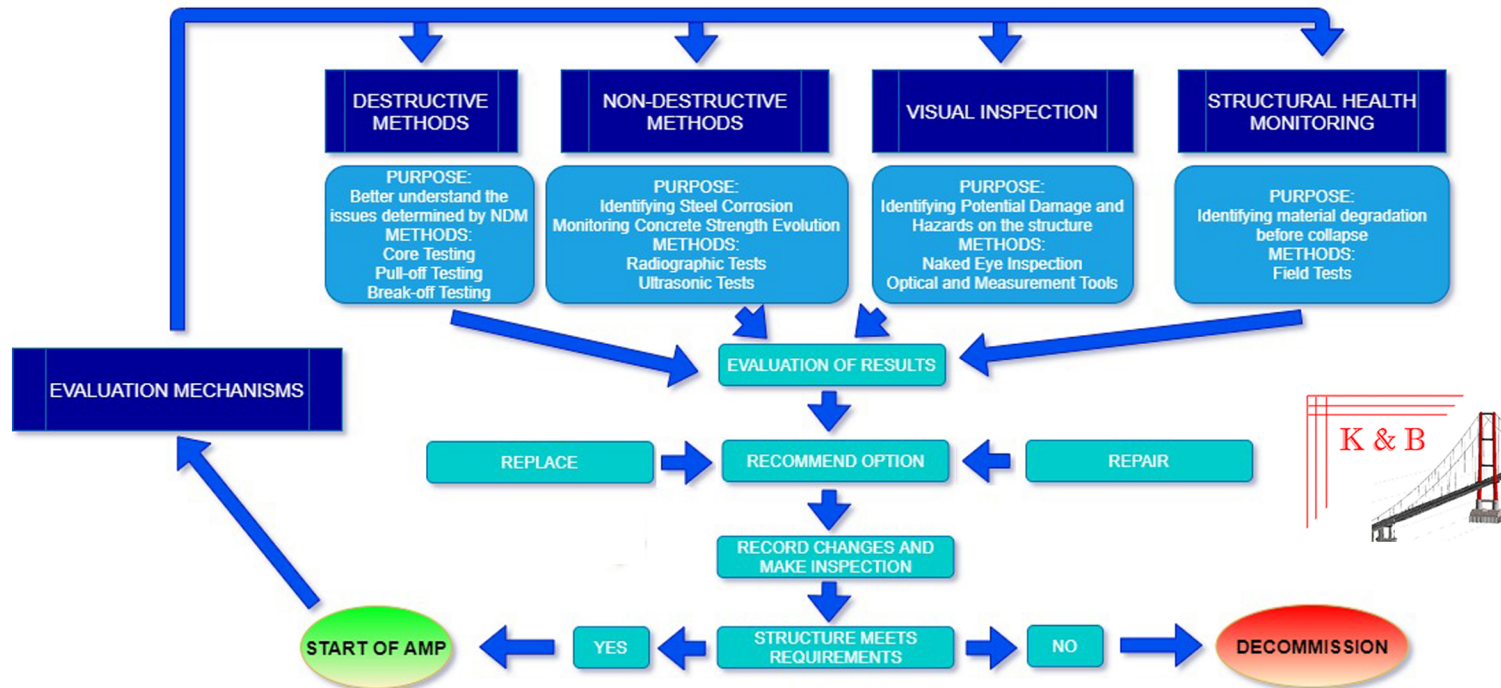 DESTRUCTIVE
METHODS
NON-DESTRUCTIVE
METHODS
VISUAL INSPECTION
STRUCTURAL HEALTH
MONITORING
PURPOSE:
Better understand the
issues determined by NDM
METHODS:
Core Testing
Pull-off Testing
Break-off Testing
PURPOSE:
Identifying Steel Corrosion
Monitoring Concrete Strength Evolution
METHODS:
Radiographic Tests
Ultrasonic Tests
PURPOSE:
Identifying Potential Damage and
Hazards on the structure
METHODS:
Naked Eye Inspection
Optical and Measurement Tools
PURPOSE:
Identifying material degradation
before collapse
METHODS:
Field Tests
EVALUATION MECHANISMS
EVALUATION OF RESULTS
REPLACE
RECOMMEND OPTION
REPAIR
K & B
RECORD CHANGES AND
MAKE INSPECTION
START OF AMP
YES
STRUCTURE MEETS
REQUIREMENTS
NO
DECOMMISSION